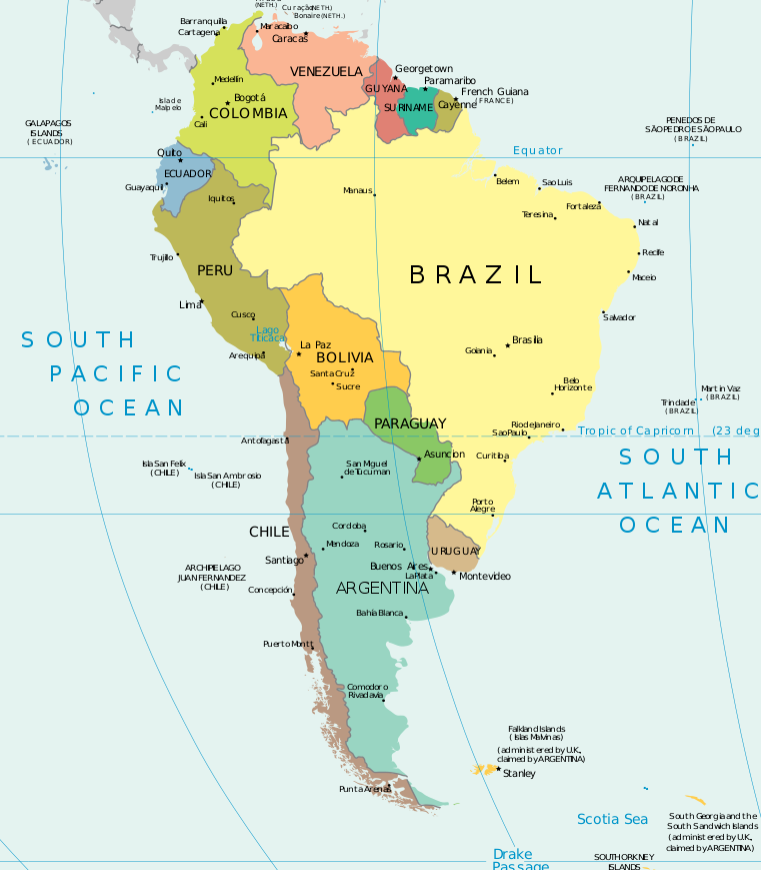 (NETH.)
Curaçao(NETH)
Bonaire(NETH.)
Barranquilla
Cartagena
Maracaibo
Caracas
VENEZUELA
Georgetown
Paramaribo
GUYANA
SURINAME
French Guiana
(FRANCE)
Cayenne
Medellín
Bogotá
COLOMBIA
Cali
Isla de
Malpelo
GALAPAGOS
ISLANDS
(ECUADOR)
PENEDOS DE
SÃO PEDRO E SÃO PAULO
(BRAZIL)
Equator
Quito
ECUADOR
Guayaquil
Iquitos
Manaus
Belem
Sao Luis
Fortaleza
Teresina
ARQUIPELAGO DE
FERNANDO DE NORONHA
(BRAZIL)
Natal
Recife
Maceio
Trujillo
PERU
BRAZIL
Lima
Cusco
Lago
Titicaca
Arequipa
La Paz
BOLIVIA
Santa Cruz
Sucre
Salvador
Brasilia
Goiania
Belo
Horizonte
SOUTH
PACIFIC
OCEAN
Martin Vaz
(BRAZIL)
Trindade
(BRAZIL)
PARAGUAY
Rio de Janeiro
Sao Paulo
Tropic of Capricorn
(23 deg
Antofagasta
Asuncion
Curitiba
SOUTH
ATLANTIC
OCEAN
Isla San Felix
(CHILE)
Isla San Ambrosio
(CHILE)
San Miguel
de Tucuman
Porto
Alegre
CHILE
Cordoba
Mendoza
Rosario
URUGUAY
Santiago
Buenos Aires
La Plata
Montevideo
ARCHIPIELAGO
JUAN FERNANDEZ
(CHILE)
Concepción
ARGENTINA
Bahía Blanca
Puerto Montt
Comodoro
Rivadavia
Falkland Islands
(Islas Malvinas)
(administered by U.K.,
claimed by ARGENTINA)
Stanley
Punta Arenas
Scotia Sea
South Georgia and the
South Sandwich Islands
(administered by U.K.,
claimed by ARGENTINA)
Drake
Passage
SOUTH ORKNEY
ISLANDS